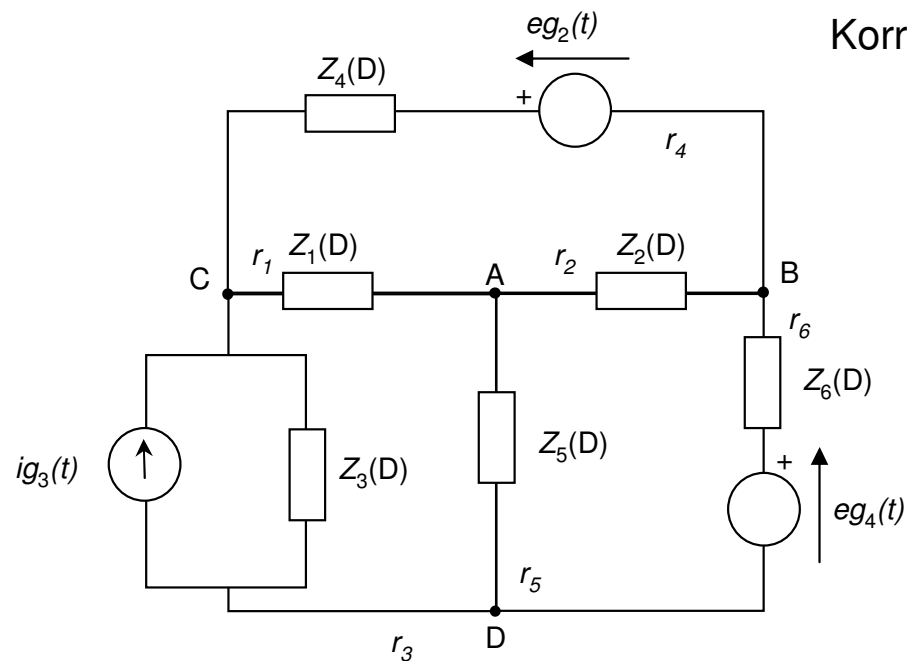 eg2(t)
Korr
Z4(D)
+
r4
r1
Z1(D)
r2
Z2(D)
C
A
B
r6
Z6(D)
ig3(t)
Z3(D)
Z5(D)
+
eg4(t)
r5
r3
D